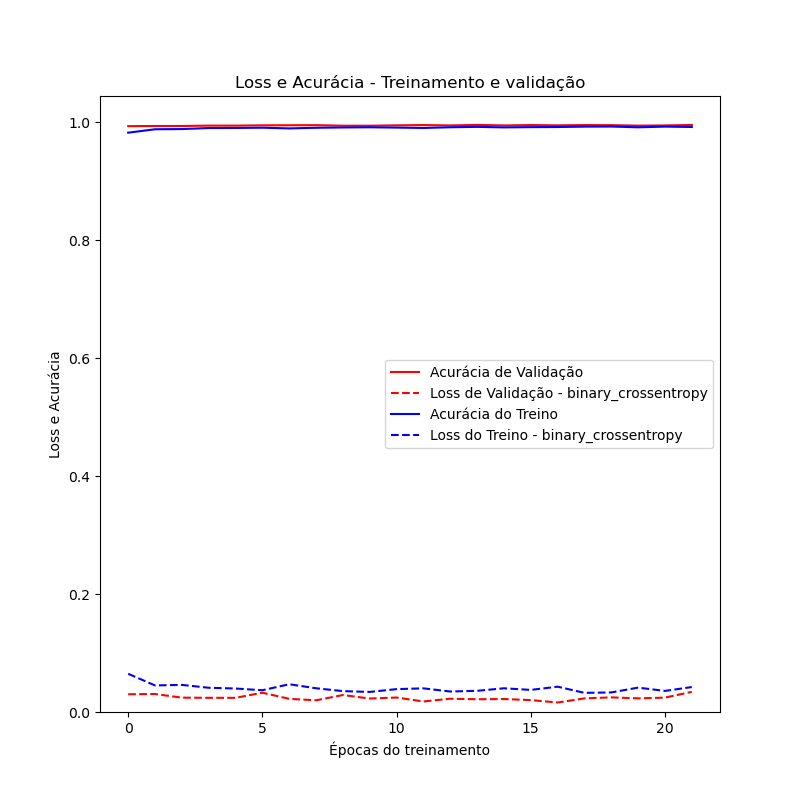 Loss e Acurácia - Treinamento e validação
1.0
0.8
0.6
0.4
0.2
0.0
Loss e Acurácia
Acurácia de Validação
Loss de Validação - binary_crossentropy
Acurácia do Treino
Loss do Treino - binary_crossentropy
0 5 10 15 20
Épocas do treinamento